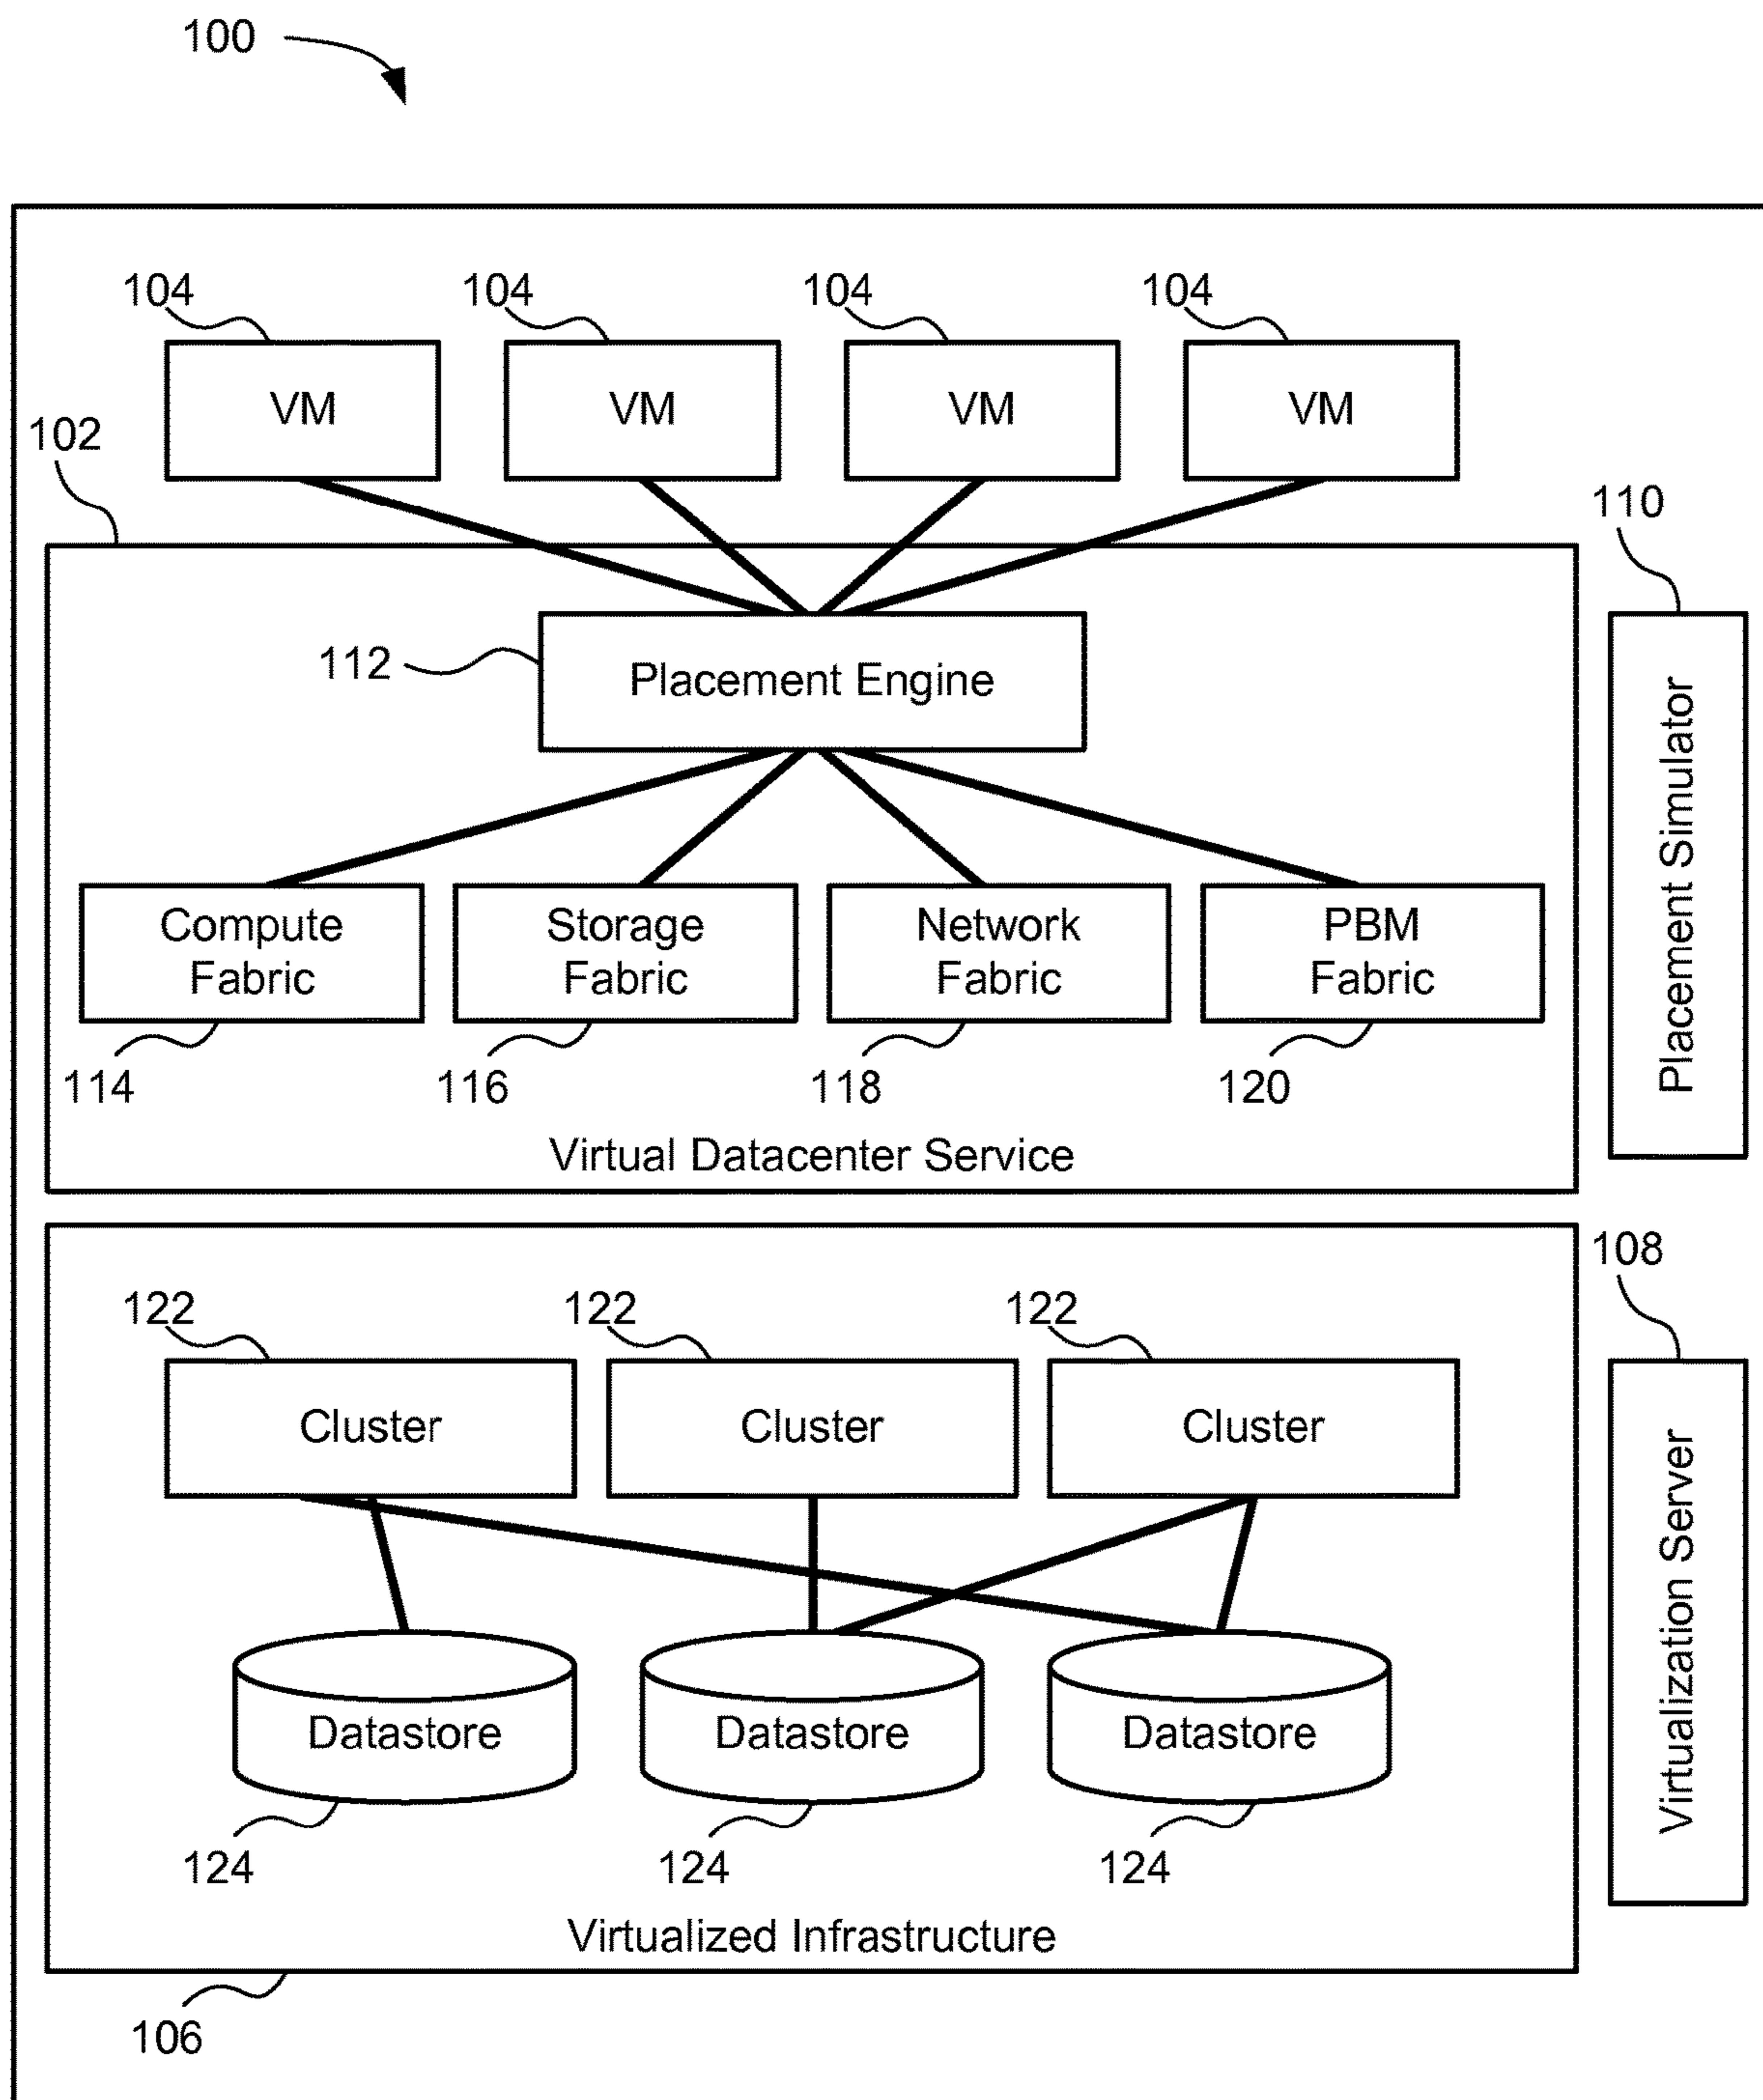 100
104 104 104 104
VM VM VM VM
102
110
112
Placement Engine
Placement Simulator
Compute Fabric
Storage Fabric
Network Fabric
PBM Fabric
114 116 118 120
Virtual Datacenter Service
108
122 122 122
Cluster Cluster Cluster
Virtualization Server
Datastore Datastore Datastore
124 124 124
Virtualized Infrastructure
106